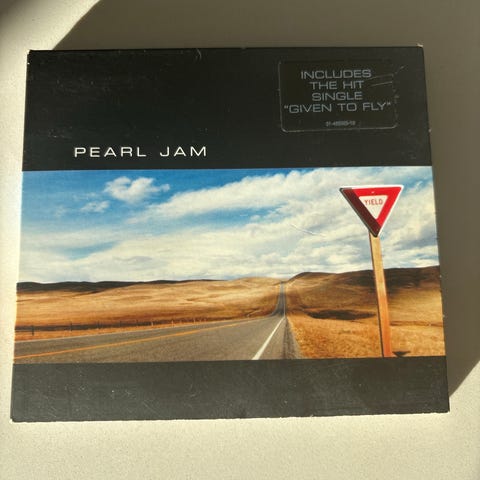 INCLUDES
THE HIT
SINGLE
"GIVEN TO FLY"
PEARL JAM
YIELD